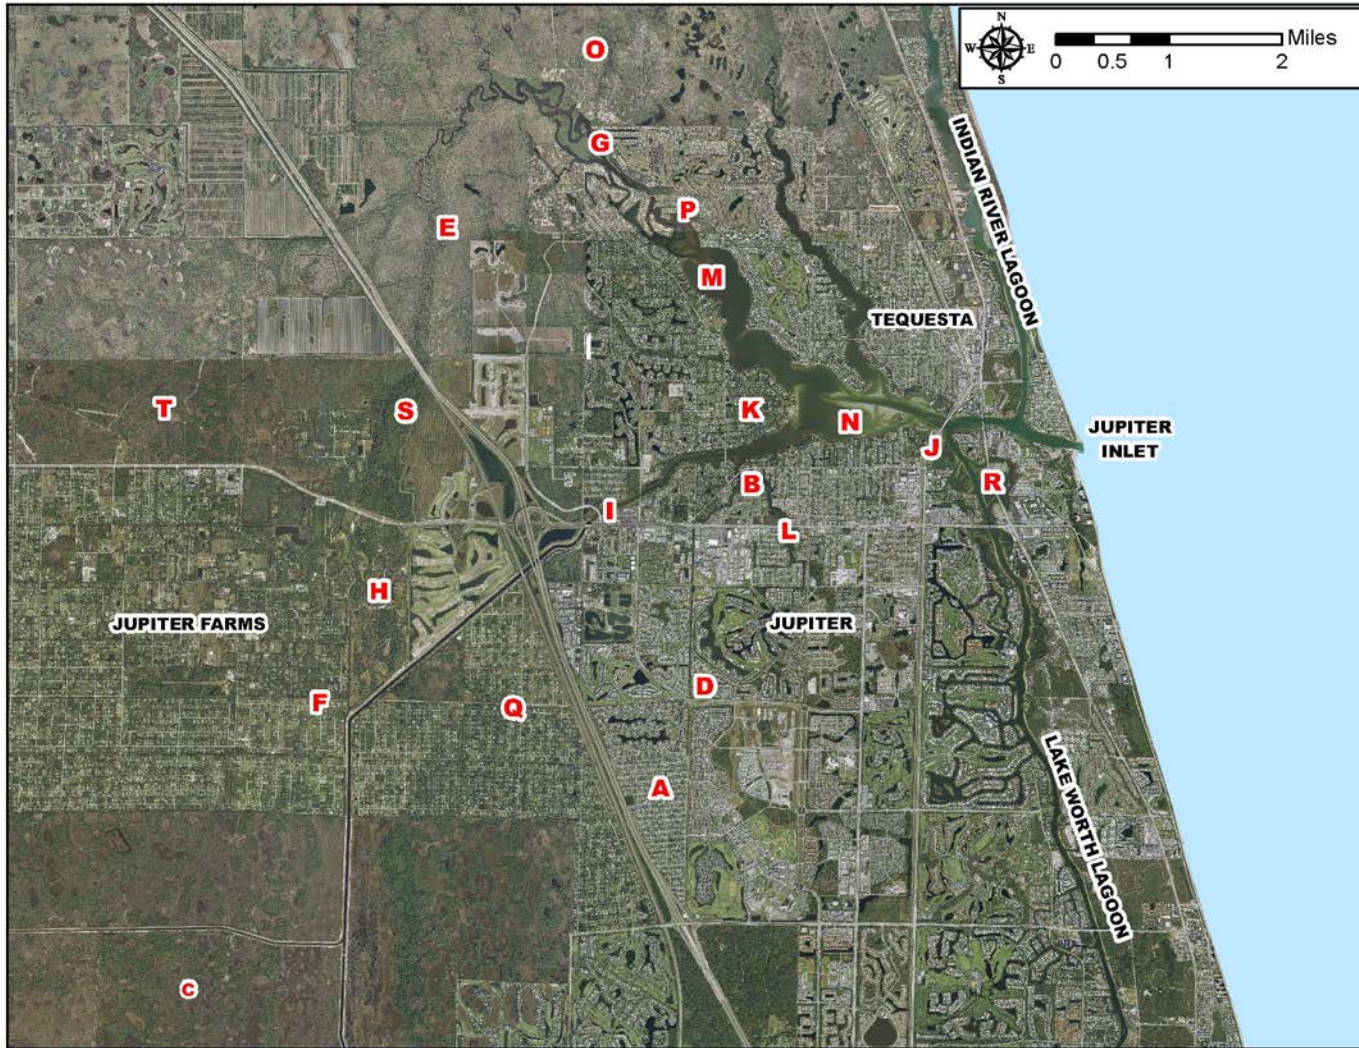 N
W E
S
Miles
0 0.5 1 2
O
INDIAN RIVER LAGOON
G
P
E
M
TEQUESTA
T
S
K
N
JUPITER
INLET
J
B
R
I
L
H
JUPITER FARMS
JUPITER
D
F
Q
LAKE WORTH LAGOON
A
C